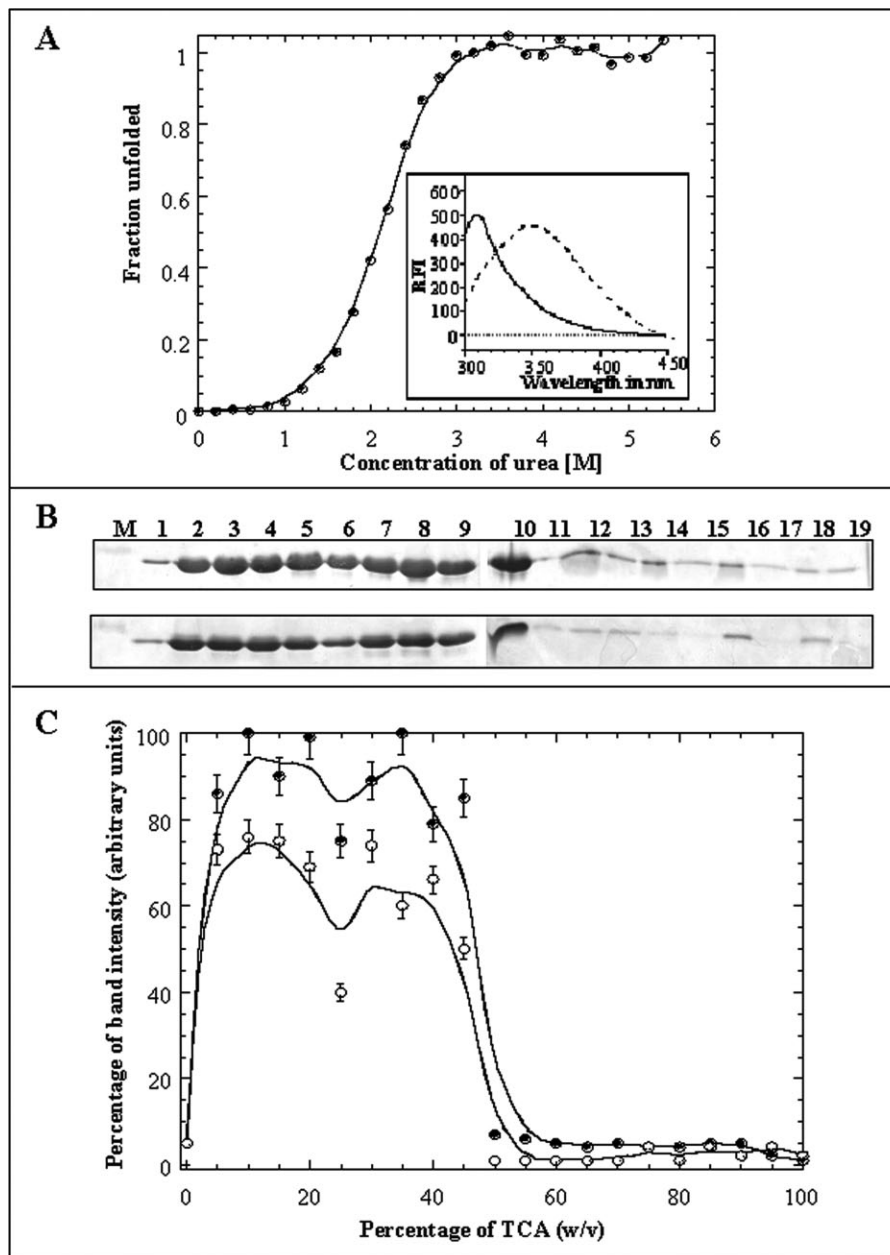 A
Fraction unfolded
1
0.8
0.6
0.4
0.2
0
0 1 2 3 4 5 6
Concentration of urea [M]
RFI
600
500
400
300
200
100
0
300 350 400 450
Wavelength in nm
B
M 1 2 3 4 5 6 7 8 9 10 11 12 13 14 15 16 17 18 19
C
Percentage of band intensity (arbitrary units)
100
80
60
40
20
0
0 20 40 60 80 100
Percentage of TCA (w/v)